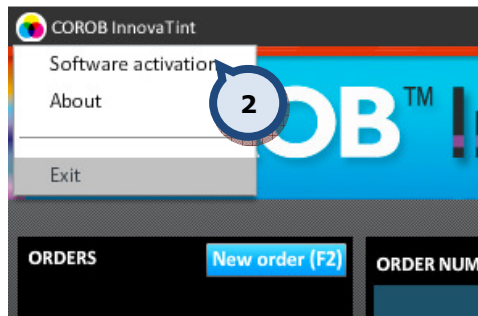 COROB InnovaTint
Software activation
About
2
OB™
Exit
ORDERS
New order (F2)
ORDER NUM